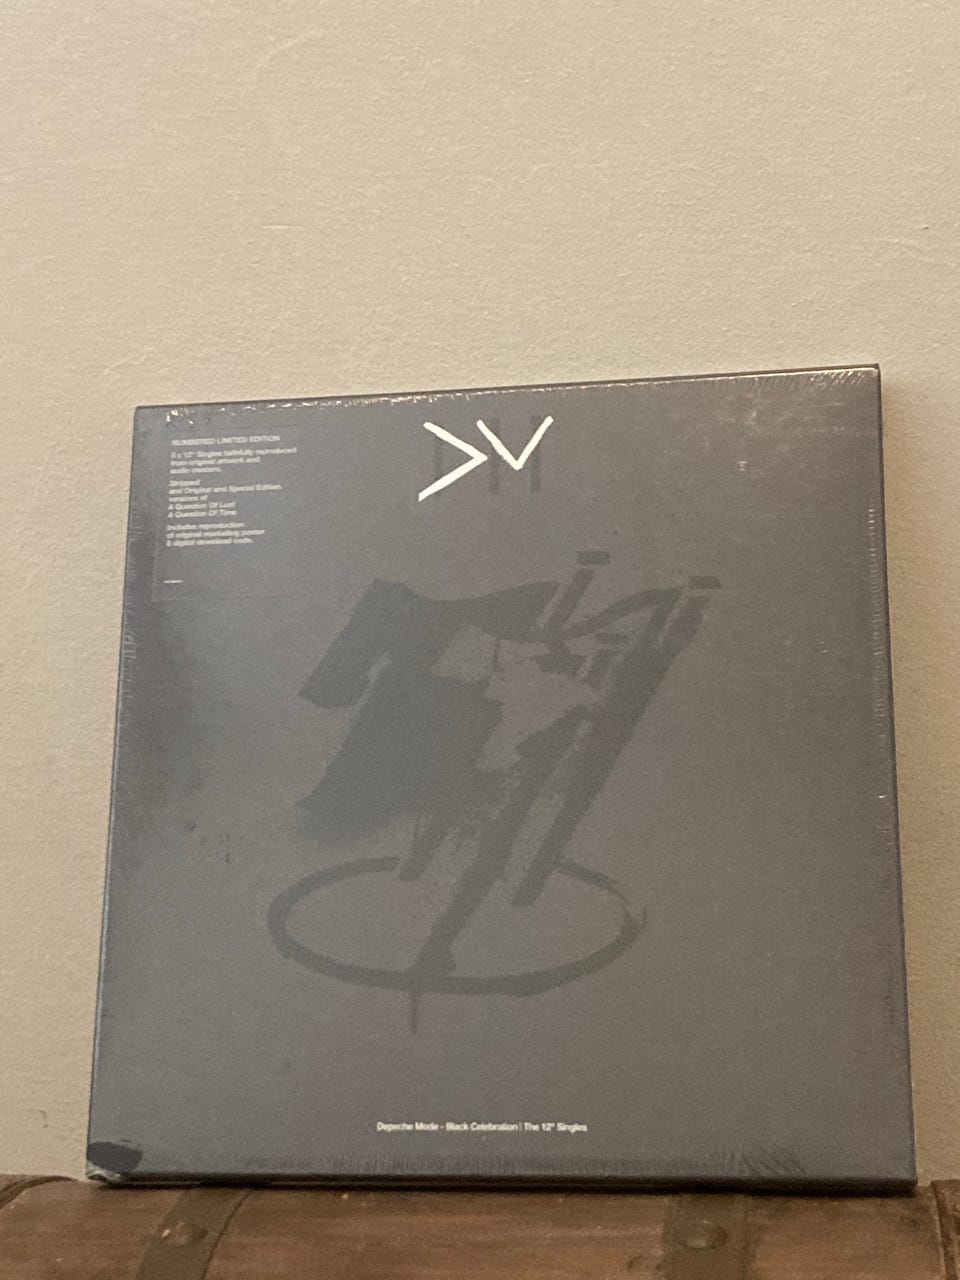 NUMBERED LIMITED EDITION
5 x 12" Singles faithfully reproduced
from original artwork and
audio masters.
Stripped
and Original and Special Edition
versions of
A Question Of Lust
A Question Of Time
Includes reproduction
of original marketing poster
& digital download code.
DM
Depeche Mode - Black Celebration | The 12" Singles